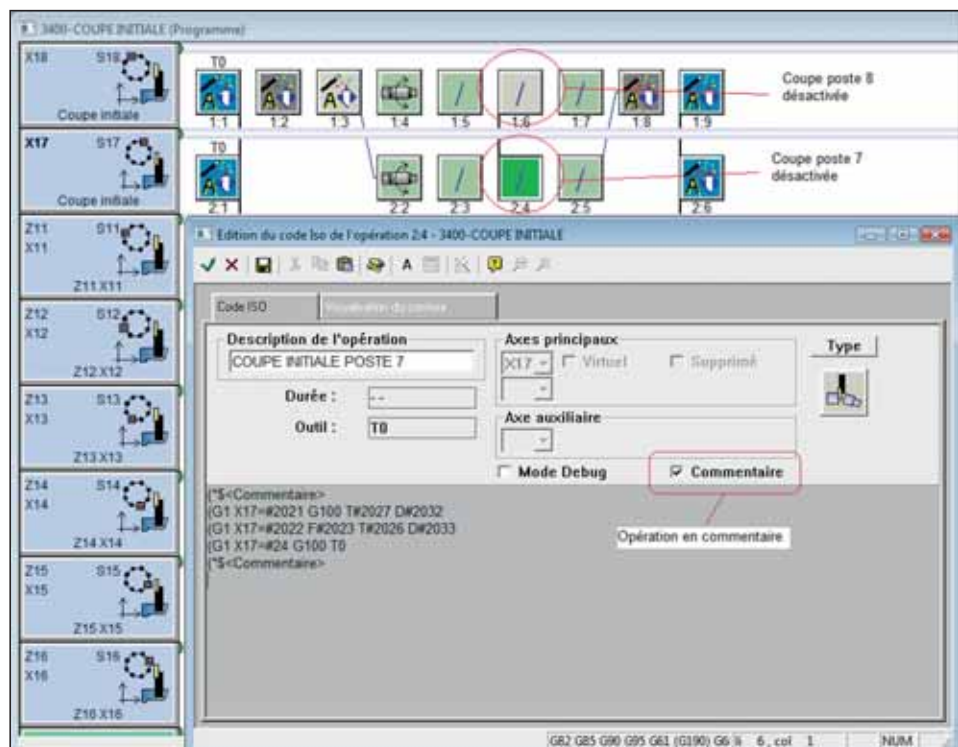 3400-COUPE INITIALE (Programme)
X18 S18
Coupe initiale
T0
1:1 1:2 1:3 1:4 1:5 1:6 1:7 1:8 1:9
Coupe poste 8
désactivée
X17 S17
Coupe initiale
T0
2:1 2:2 2:3 2:4 2:5 2:6
Coupe poste 7
désactivée
Z11 S11
X11
Z11 X11
Z12 S12
X12
Z12 X12
Z13 S13
X13
Z13 X13
Z14 S14
X14
Z14 X14
Z15 S15
X15
Z15 X15
Z16 S16
X16
Z16 X16
Edition du code Iso de l'opération 2:4 - 3400-COUPE INITIALE
Code ISO
Description de l'opération
COUPE INITIALE POSTE 7
Durée : --
Outil : T0
Axes principaux
X17 Virtuel Supprimé
Axe auxiliaire
Type
Mode Debug Commentaire
Opération en commentaire
(*$<Commentaire>
(G1 X17=#2021 G100 T#2027 D#2032
(G1 X17=#2022 F#2023 T#2026 D#2033
(G1 X17=#24 G100 T0
(*$<Commentaire>
G82 G85 G90 G95 G61 (G190) G6 6 , col 1 NUM